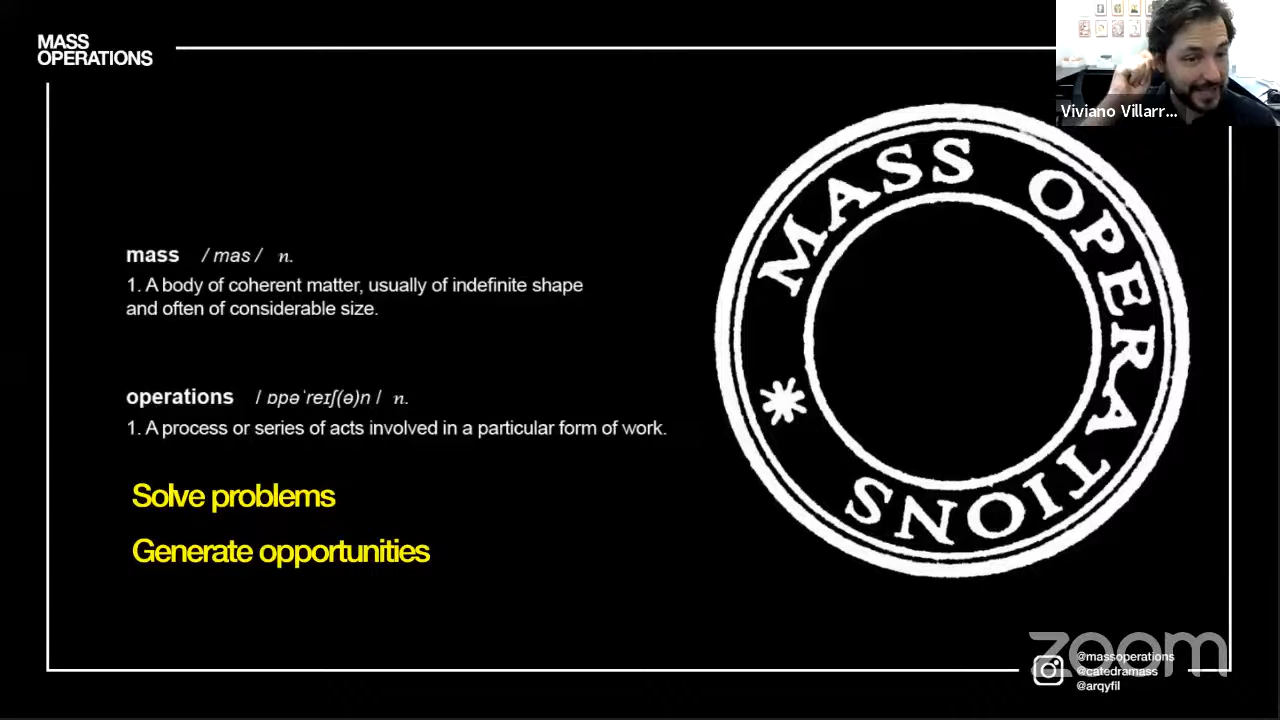 MASS
OPERATIONS
Viviano Villarr...
MASS OPERATIONS
mass / mas / n.
1. A body of coherent matter, usually of indefinite shape
and often of considerable size.
operations / ɒpəˈreɪʃ(ə)n / n.
1. A process or series of acts involved in a particular form of work.
Solve problems
Generate opportunities
zoom
@massoperations
@catedramass
@arqyfil